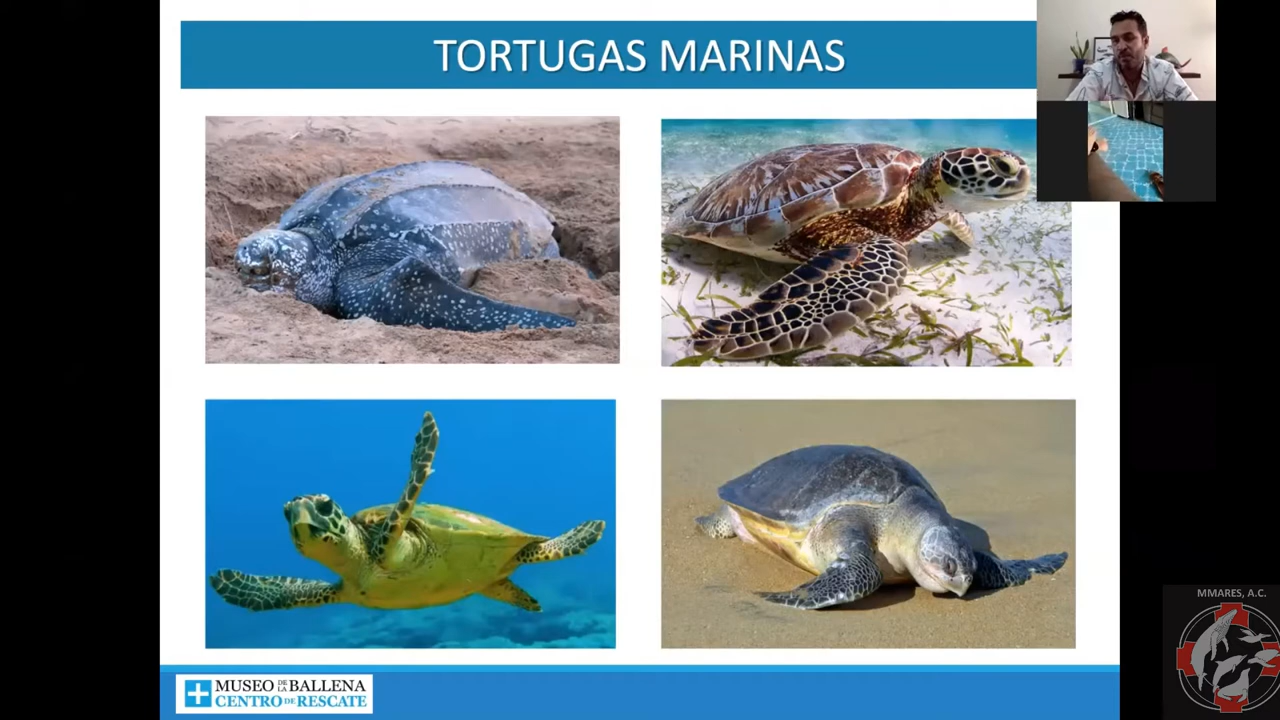 TORTUGAS MARINAS
MMARES, A.C.
MUSEO DE LA BALLENA
CENTRO DE RESCATE